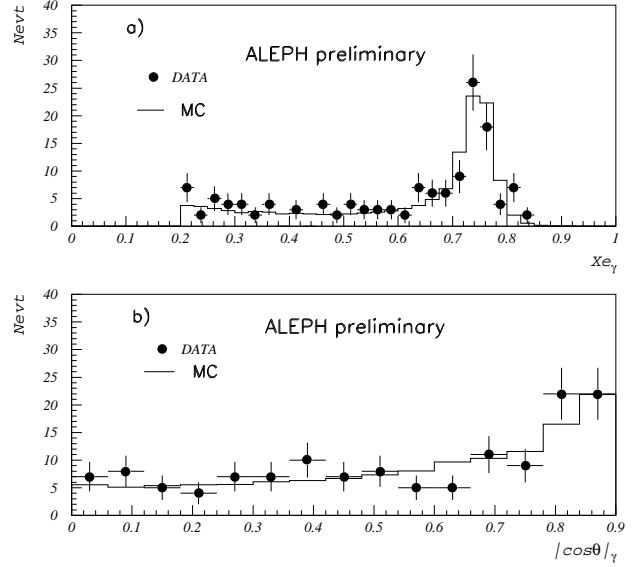 Nevt
a)
ALEPH preliminary
DATA
MC
40
35
30
25
20
15
10
5
0
0 0.1 0.2 0.3 0.4 0.5 0.6 0.7 0.8 0.9 1
Xeγ
Nevt
b)
ALEPH preliminary
DATA
MC
40
35
30
25
20
15
10
5
0
0 0.1 0.2 0.3 0.4 0.5 0.6 0.7 0.8 0.9
|cosθ|γ